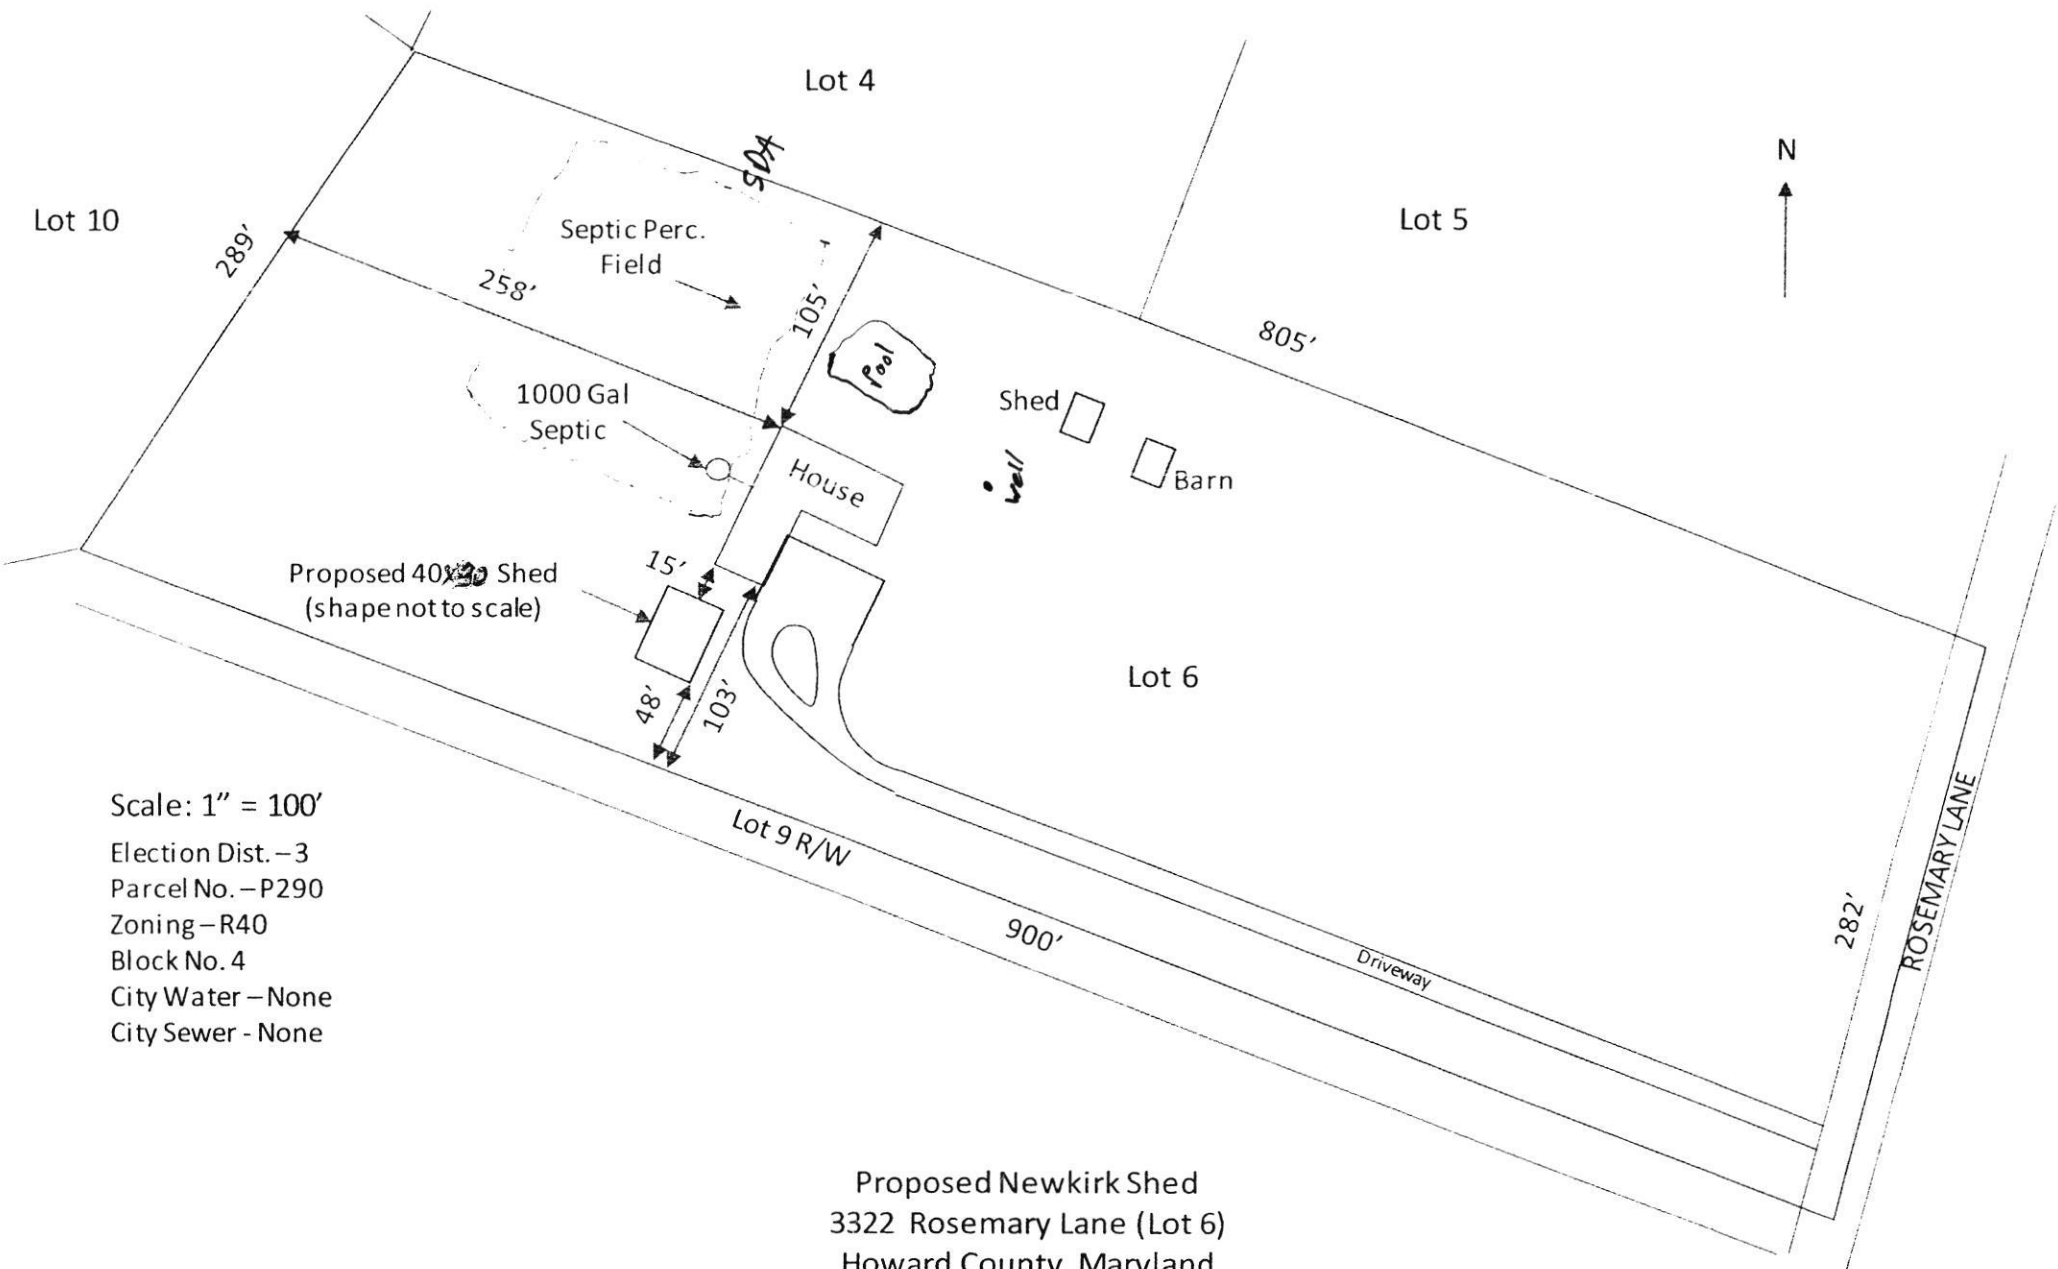 Lot 4
SDA
N
Lot 10
Lot 5
289'
Septic Perc.
Field
258'
105'
805'
Pool
1000 Gal
Septic
Shed
House
well
Barn
15'
Proposed 40x Shed
(shape not to scale)
Lot 6
48'
103'
Scale: 1" = 100'
Election Dist. – 3
Parcel No. – P290
Zoning – R40
Block No. 4
City Water – None
City Sewer - None
Lot 9 R/W
900'
Driveway
282'
ROSEMARY LANE
Proposed Newkirk Shed
3322 Rosemary Lane (Lot 6)
Howard County, Maryland